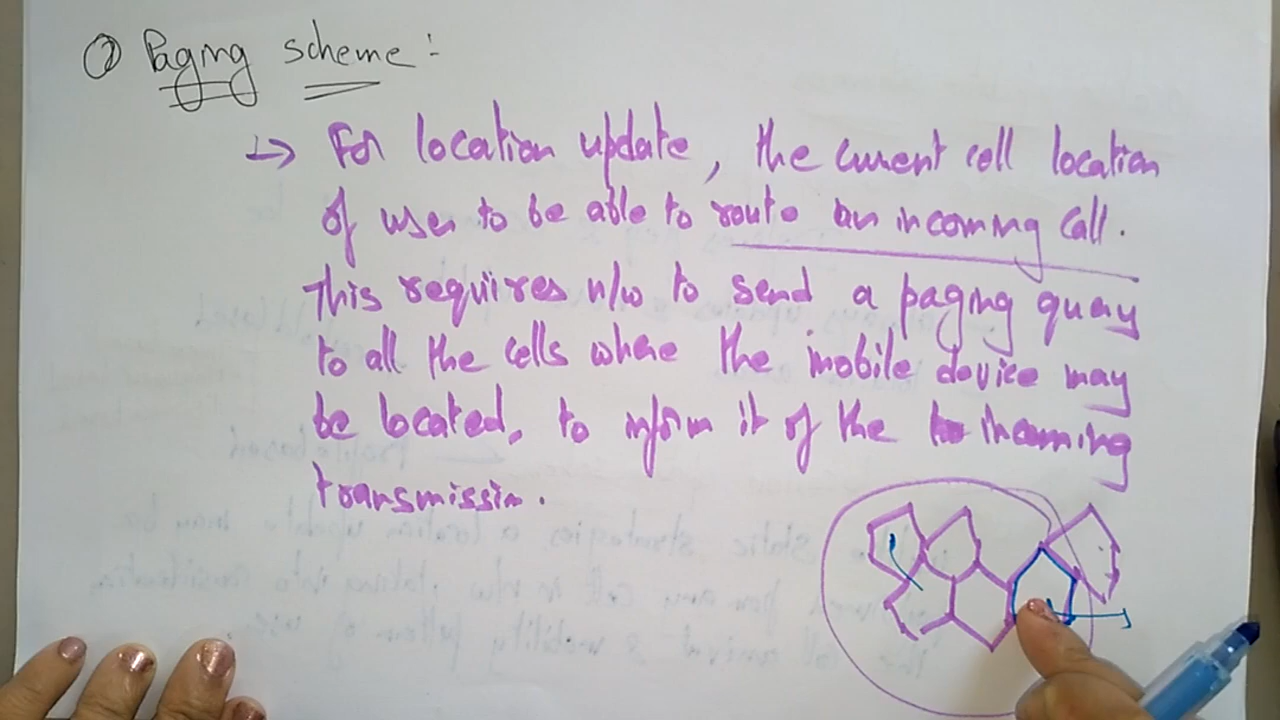 ② Paging scheme :
↳ For location update, the current cell location
of user to be able to route an incoming call.
This requires n/w to send a paging quary
to all the cells where the mobile device may
be located, to inform it of the incoming
transmissin.